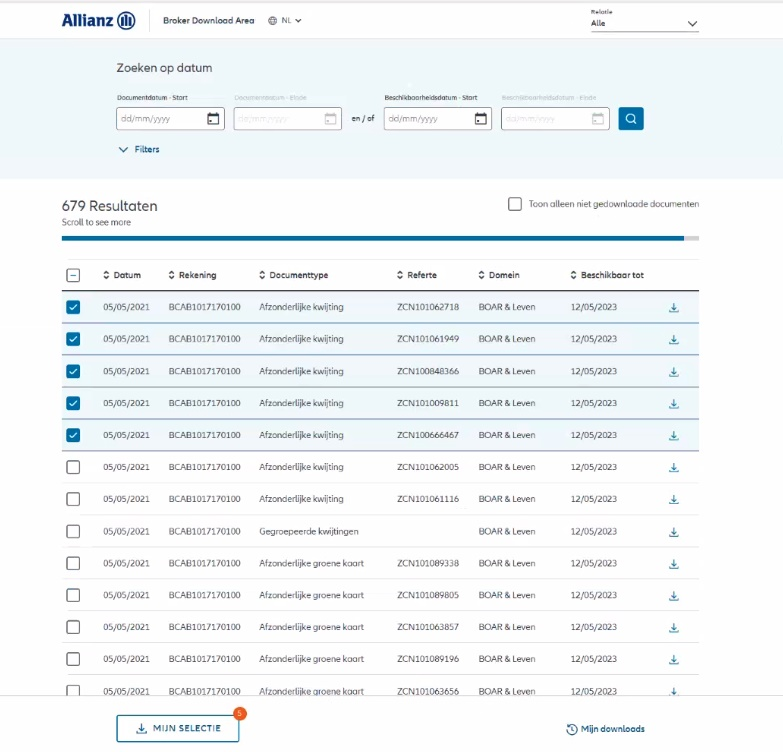 Allianz
Broker Download Area
NL
Relatie
Alle
Zoeken op datum
Documentdatum - Start
Documentdatum - Einde
Beschikbaarheidsdatum - Start
Beschikbaarheidsdatum - Einde
dd/mm/yyyy dd/mm/yyyy en / of dd/mm/yyyy dd/mm/yyyy
Filters
679 Resultaten
Toon alleen niet gedownloade documenten
Scroll to see more
Datum Rekening Documenttype Referte Domein Beschikbaar tot
05/05/2021 BCAB1017170100 Afzonderlijke kwijting ZCN101062718 BOAR & Leven 12/05/2023
05/05/2021 BCAB1017170100 Afzonderlijke kwijting ZCN101061949 BOAR & Leven 12/05/2023
05/05/2021 BCAB1017170100 Afzonderlijke kwijting ZCN100848366 BOAR & Leven 12/05/2023
05/05/2021 BCAB1017170100 Afzonderlijke kwijting ZCN101009811 BOAR & Leven 12/05/2023
05/05/2021 BCAB1017170100 Afzonderlijke kwijting ZCN100666467 BOAR & Leven 12/05/2023
05/05/2021 BCAB1017170100 Afzonderlijke kwijting ZCN101062005 BOAR & Leven 12/05/2023
05/05/2021 BCAB1017170100 Afzonderlijke kwijting ZCN101061116 BOAR & Leven 12/05/2023
05/05/2021 BCAB1017170100 Gegroepeerde kwijtingen BOAR & Leven 12/05/2023
05/05/2021 BCAB1017170100 Afzonderlijke groene kaart ZCN101089338 BOAR & Leven 12/05/2023
05/05/2021 BCAB1017170100 Afzonderlijke groene kaart ZCN101089805 BOAR & Leven 12/05/2023
05/05/2021 BCAB1017170100 Afzonderlijke groene kaart ZCN101063857 BOAR & Leven 12/05/2023
05/05/2021 BCAB1017170100 Afzonderlijke groene kaart ZCN101089196 BOAR & Leven 12/05/2023
05/05/2021 BCAB1017170100 Afzonderlijke groene kaart ZCN101063656 BOAR & Leven 12/05/2023
5
MIJN SELECTIE
Mijn downloads